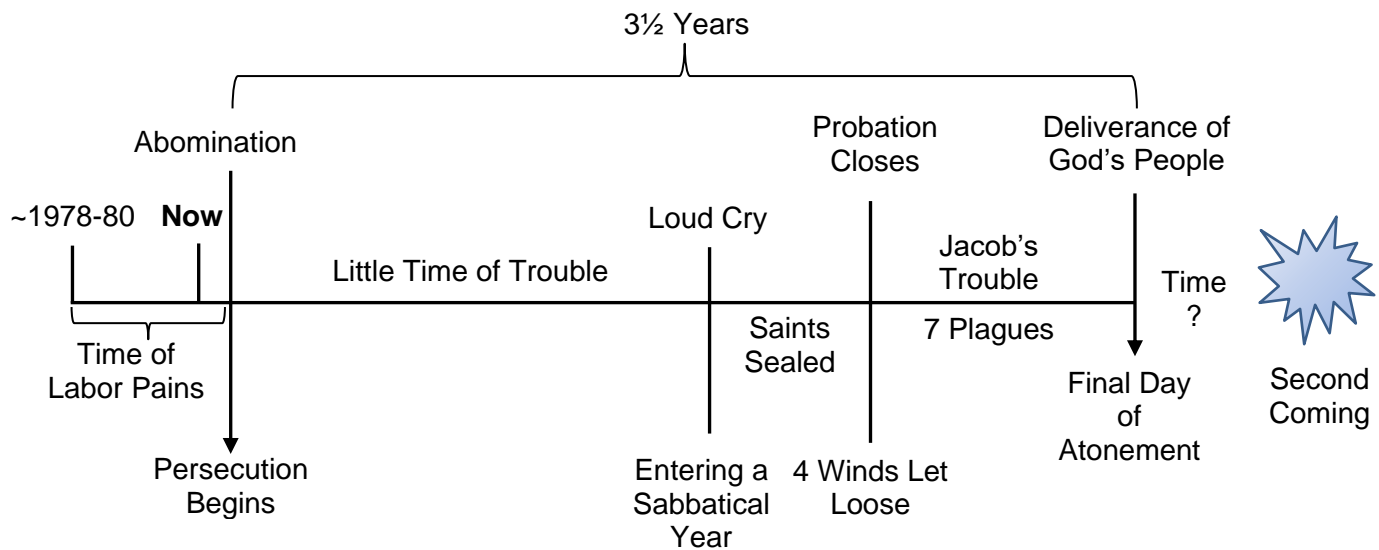 3½ Years
Abomination
Probation
Closes
Deliverance of
God’s People
~1978-80
Now
Loud Cry
Little Time of Trouble
Jacob’s
Trouble
Time
?
Time of
Labor Pains
Saints
Sealed
7 Plagues
Final Day
of
Atonement
Second
Coming
Persecution
Begins
Entering a
Sabbatical
Year
4 Winds Let
Loose